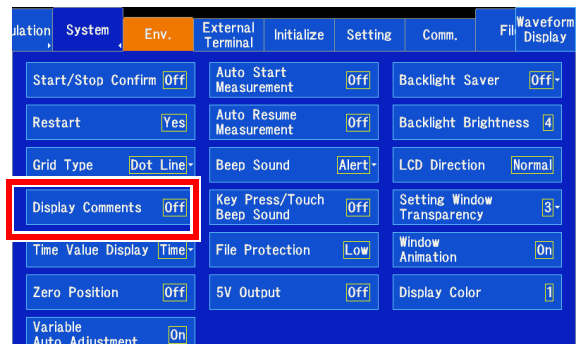 ulation System Env. External Terminal Initialize Setting Comm. Fil Waveform Display
Start/Stop Confirm Off
Auto Start Measurement Off
Backlight Saver Off
Restart Yes
Auto Resume Measurement Off
Backlight Brightness 4
Grid Type Dot Line
Beep Sound Alert
LCD Direction Normal
Display Comments Off
Key Press/Touch Beep Sound Off
Setting Window Transparency 3
Time Value Display Time
File Protection Low
Window Animation On
Zero Position Off
5V Output Off
Display Color 1
Variable Auto Adjustment On